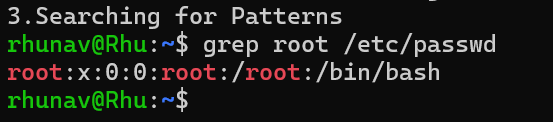 3.Searching for Patterns
rhunav@Rhu:~$ grep root /etc/passwd
root:x:0:0:root:/root:/bin/bash
rhunav@Rhu:~$